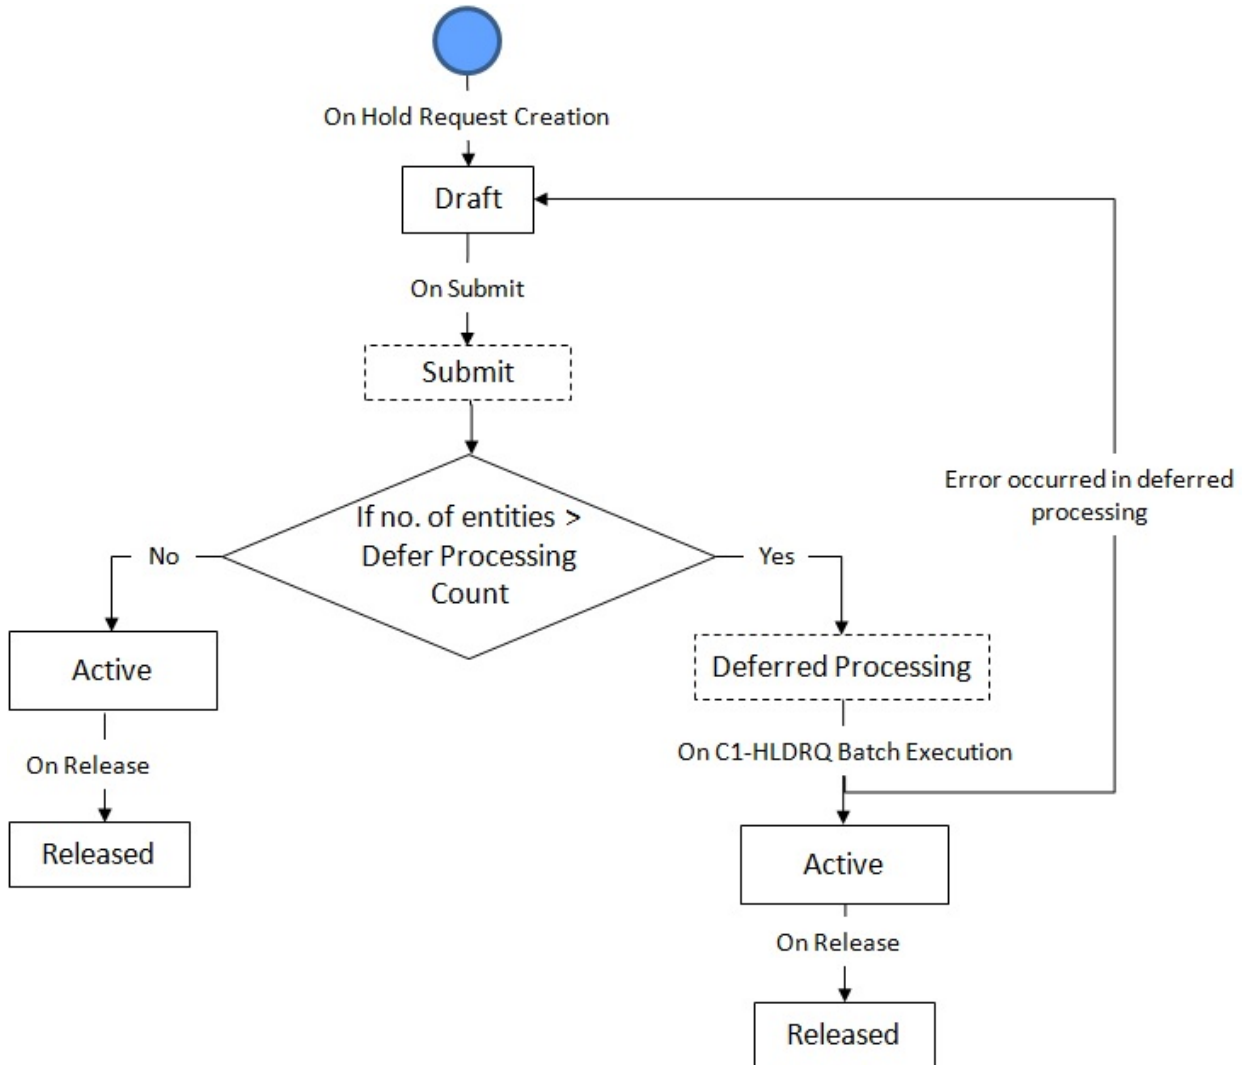 On Hold Request Creation
Draft
On Submit
Submit
If no. of entities >
Defer Processing
Count
No
Yes
Error occurred in deferred
processing
Active
On Release
Released
Deferred Processing
On C1-HLDRQ Batch Execution
Active
On Release
Released